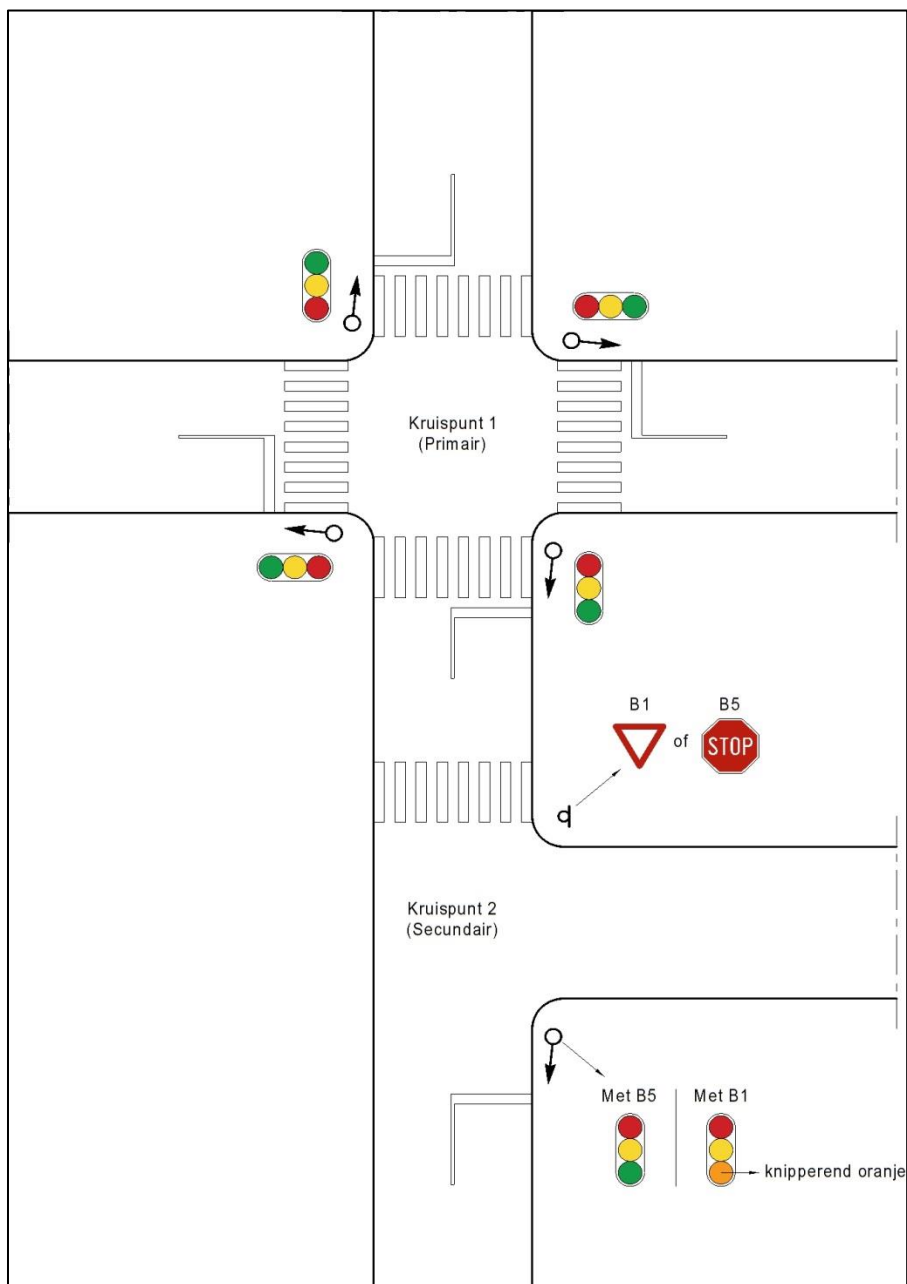 Kruispunt 1
(Primair)
B1
of
B5
STOP
Kruispunt 2
(Secundair)
Met B5
Met B1
knipperend oranje